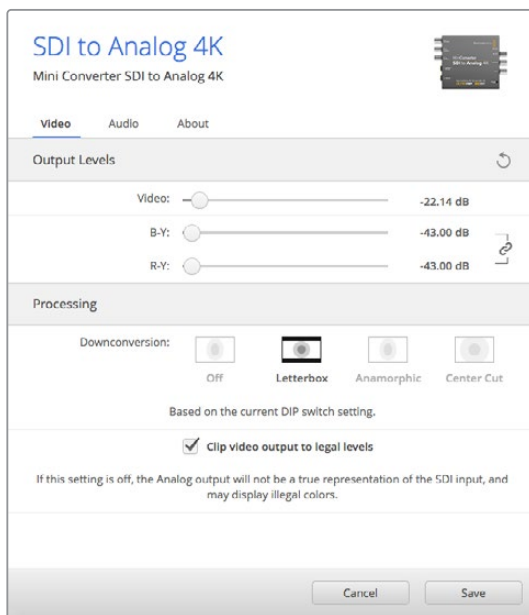 SDI to Analog 4K
Mini Converter SDI to Analog 4K
Video Audio About
Output Levels
Video: -22.14 dB
B-Y: -43.00 dB
R-Y: -43.00 dB
Processing
Downconversion:
Off Letterbox Anamorphic Center Cut
Based on the current DIP switch setting.
Clip video output to legal levels
If this setting is off, the Analog output will not be a true representation of the SDI input, and
may display illegal colors.
Cancel Save